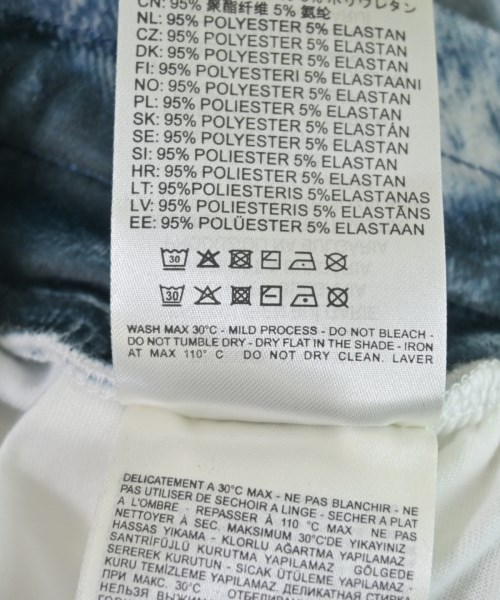 CN: 95% 聚酯纤维 5% 氨纶
NL: 95% POLYESTER 5% ELASTAN
CZ: 95% POLYESTER 5% ELASTAN
DK: 95% POLYESTER 5% ELASTAN
FI: 95% POLYESTERI 5% ELASTAANI
NO: 95% POLYESTER 5% ELASTAN
PL: 95% POLIESTER 5% ELASTAN
SK: 95% POLYESTER 5% ELASTÅN
SE: 95% POLYESTER 5% ELASTAN
SI: 95% POLIESTER 5% ELASTAN
HR: 95% POLIESTER 5% ELASTAN
LT: 95%POLIESTERIS 5%ELASTANAS
LV: 95% POLIESTERIS 5% ELASTĀNS
EE: 95% POLÜESTER 5% ELASTAAN
30
30
WASH MAX 30°C - MILD PROCESS - DO NOT BLEACH -
DO NOT TUMBLE DRY - DRY FLAT IN THE SHADE - IRON
AT MAX 110° C DO NOT DRY CLEAN. LAVER
DELICATEMENT A 30°C MAX - NE PAS BLANCHIR - NE
PAS UTILISER DE SECHOIR A LINGE - SECHER A PLAT
A L'OMBRE - REPASSER À 110 °C MAX NE PAS
NETTOYER À SEC. MAKSIMUM 30°C'DE YIKAYINIZ
HASSAS YIKAMA - KLORLU AĞARTMA YAPILAMAZ
SANTRİFÜJLÜ KURUTMA YAPILAMAZ GÖLGEDE
SEREREK KURUTUN - SICAK ÜTÜLEME YAPILAMAZ -
KURU TEMİZLEME YAPILAMAZ. ДЕЛИКАТНАЯ СТИРКА
ПРИ МАКС. 30°C ОТБЕЛИВА
НЕЛЬЗЯ ВЫЖИМ